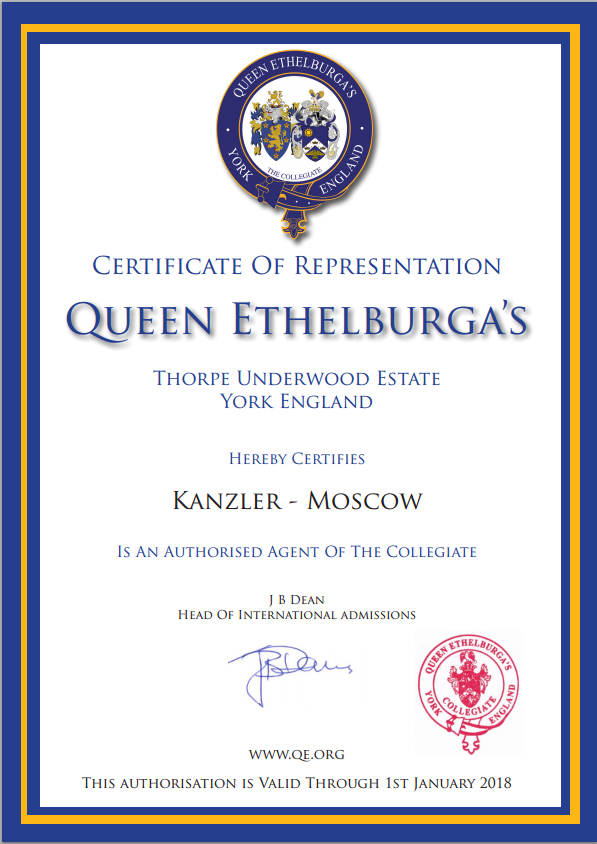 QUEEN ETHELBURGA'S
YORK
ENGLAND
THE COLLEGIATE
CERTIFICATE OF REPRESENTATION
QUEEN ETHELBURGA'S
THORPE UNDERWOOD ESTATE
YORK ENGLAND
HEREBY CERTIFIES
KANZLER - MOSCOW
IS AN AUTHORISED AGENT OF THE COLLEGIATE
J B DEAN
HEAD OF INTERNATIONAL ADMISSIONS
JBDean
QUEEN ETHELBURGA'S
YORK
ENGLAND
COLLEGIATE
WWW.QE.ORG
THIS AUTHORISATION IS VALID THROUGH 1ST JANUARY 2018